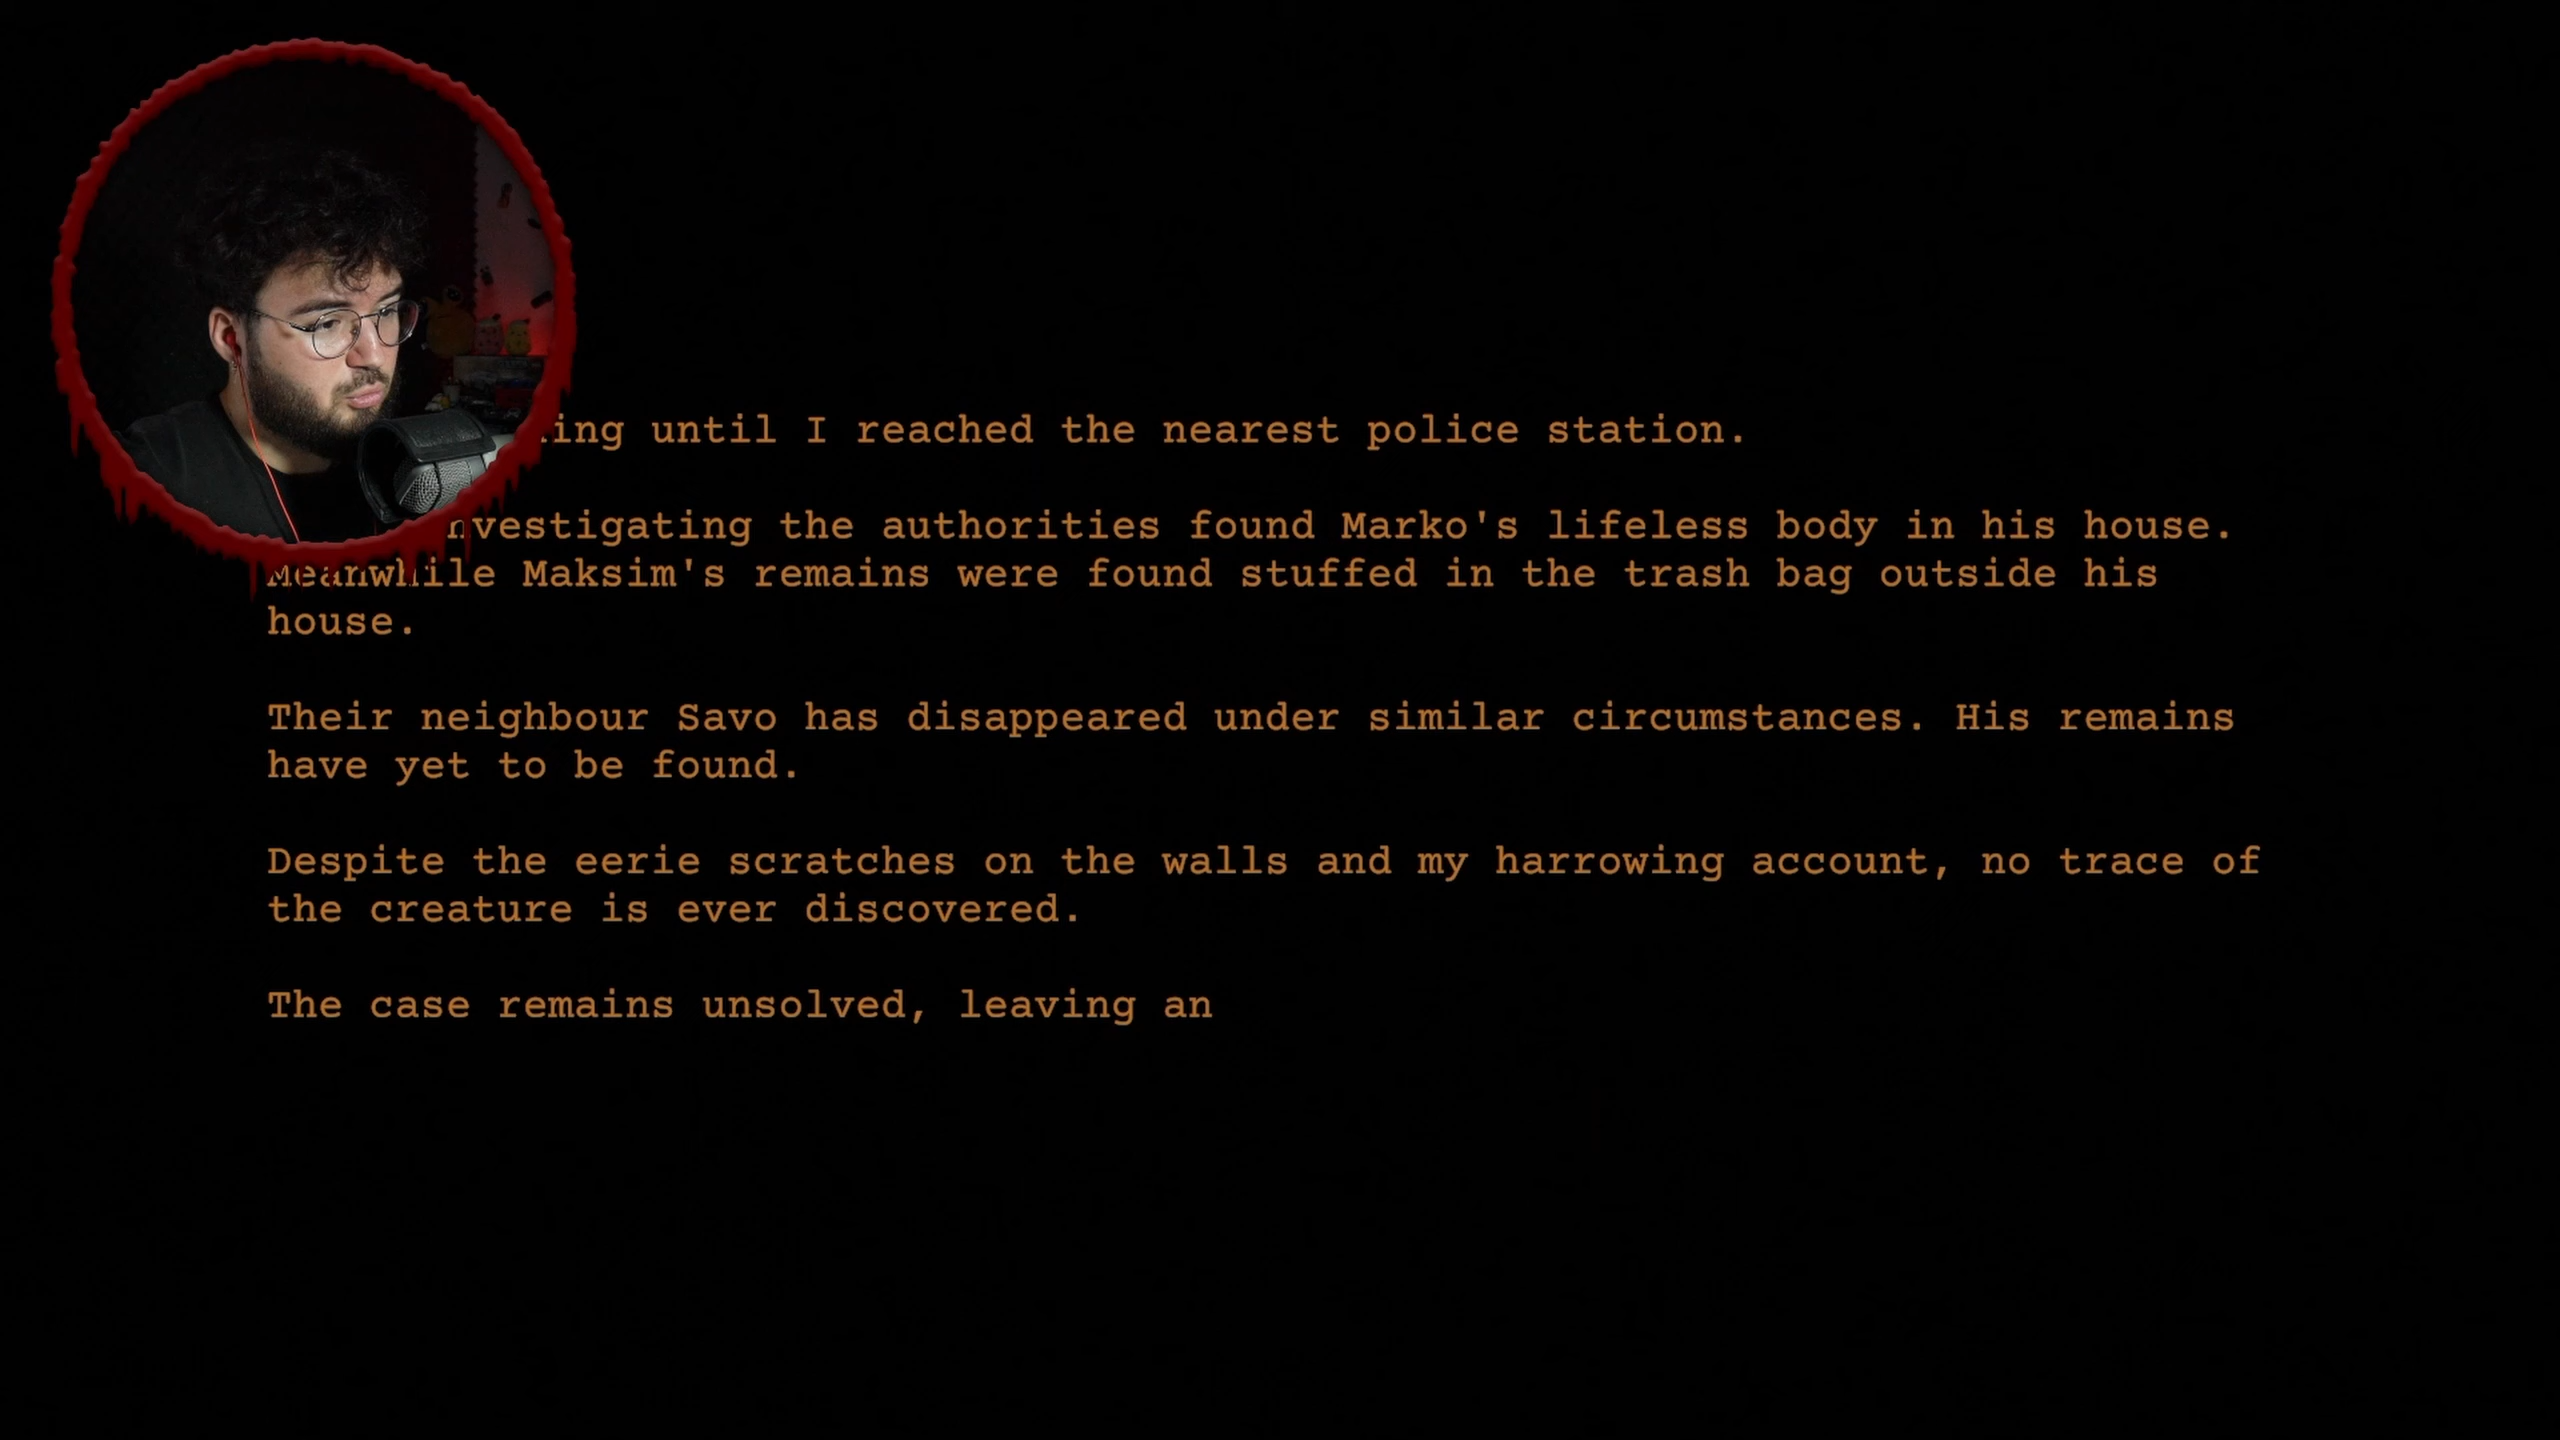 until I reached the nearest police station.
the authorities found Marko's lifeless body in his house.
Meanwhile Maksim's remains were found stuffed in the trash bag outside his
house.
Their neighbour Savo has disappeared under similar circumstances. His remains
have yet to be found.
Despite the eerie scratches on the walls and my harrowing account, no trace of
the creature is ever discovered.
The case remains unsolved, leaving an